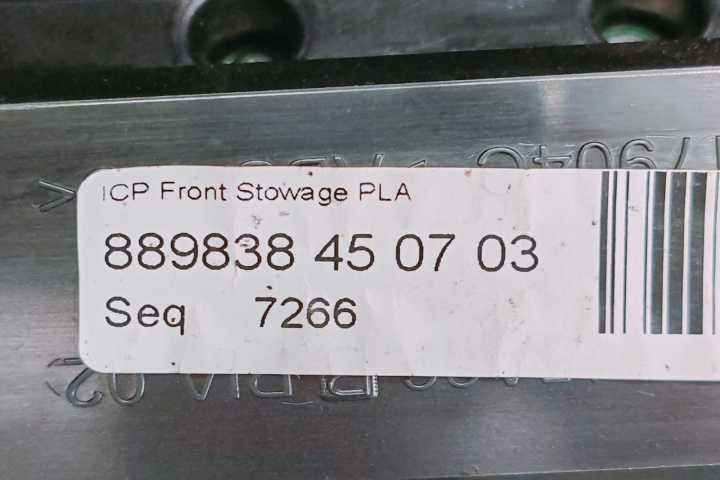 ICP Front Stowage PLA
889838 45 07 03
Seq 7266